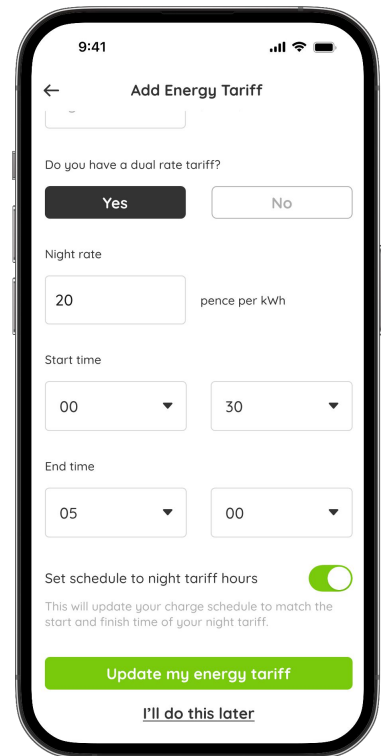 9:41
Add Energy Tariff
Do you have a dual rate tariff?
Yes No
Night rate
20 pence per kWh
Start time
00 30
End time
05 00
Set schedule to night tariff hours
This will update your charge schedule to match the
start and finish time of your night tariff.
Update my energy tariff
I'll do this later